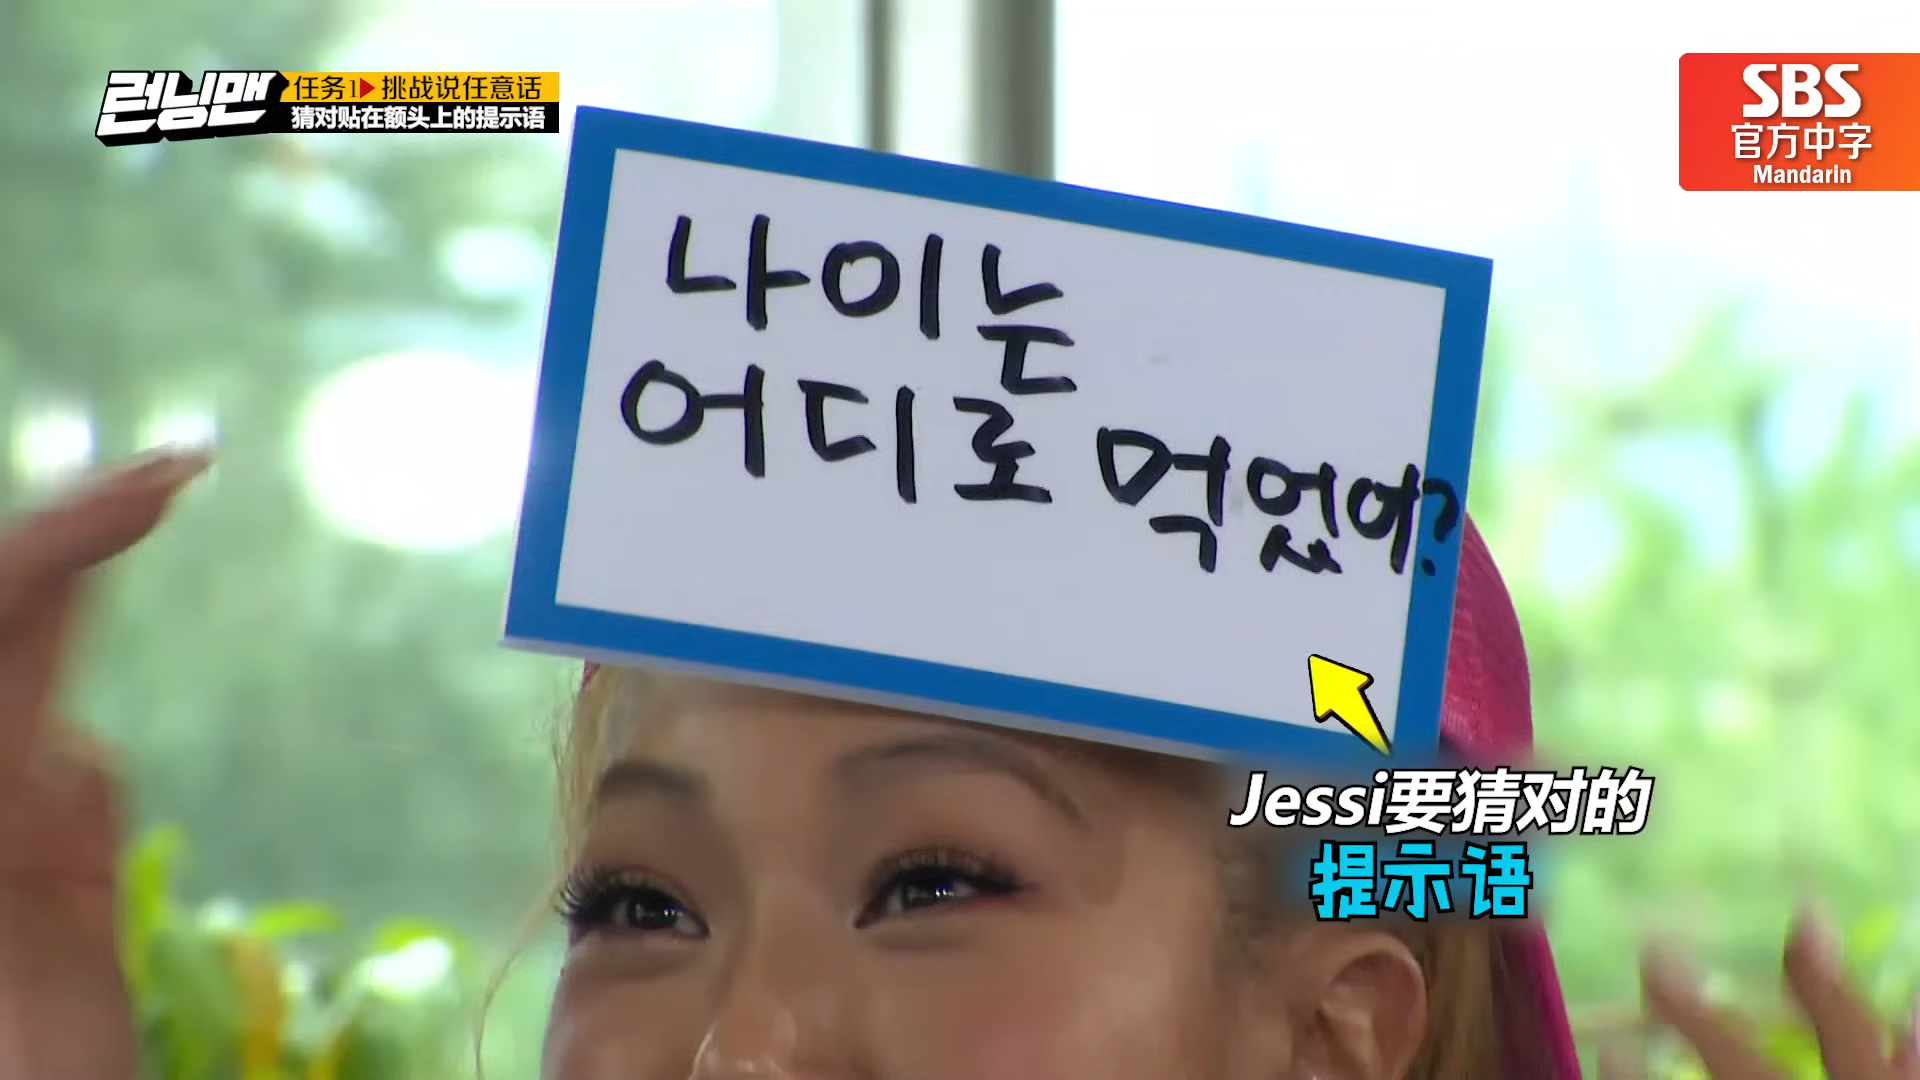 런닝맨
任务1▶挑战说任意话
猜对贴在额头上的提示语
SBS
官方中字
Mandarin
나이는
어디로 먹었어?
Jessi要猜对的
提示语